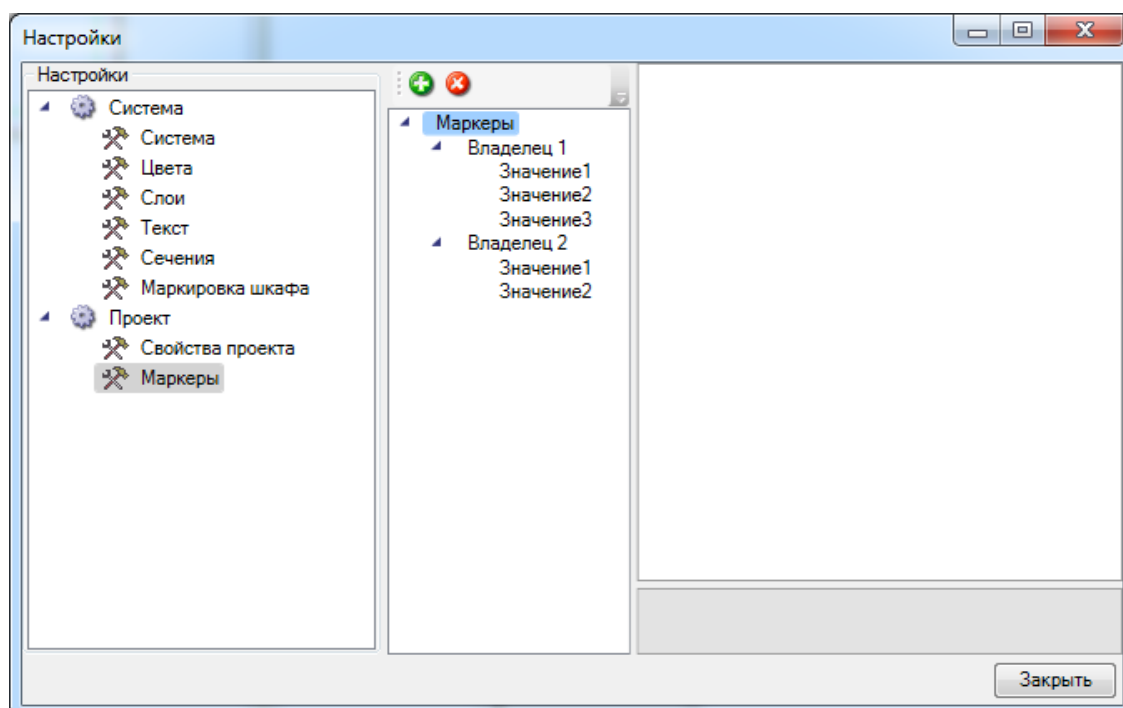 Настройки
Настройки
Система
Система
Цвета
Слои
Текст
Сечения
Маркировка шкафа
Проект
Свойства проекта
Маркеры
Маркеры
Владелец 1
Значение1
Значение2
Значение3
Владелец 2
Значение1
Значение2
Закрыть